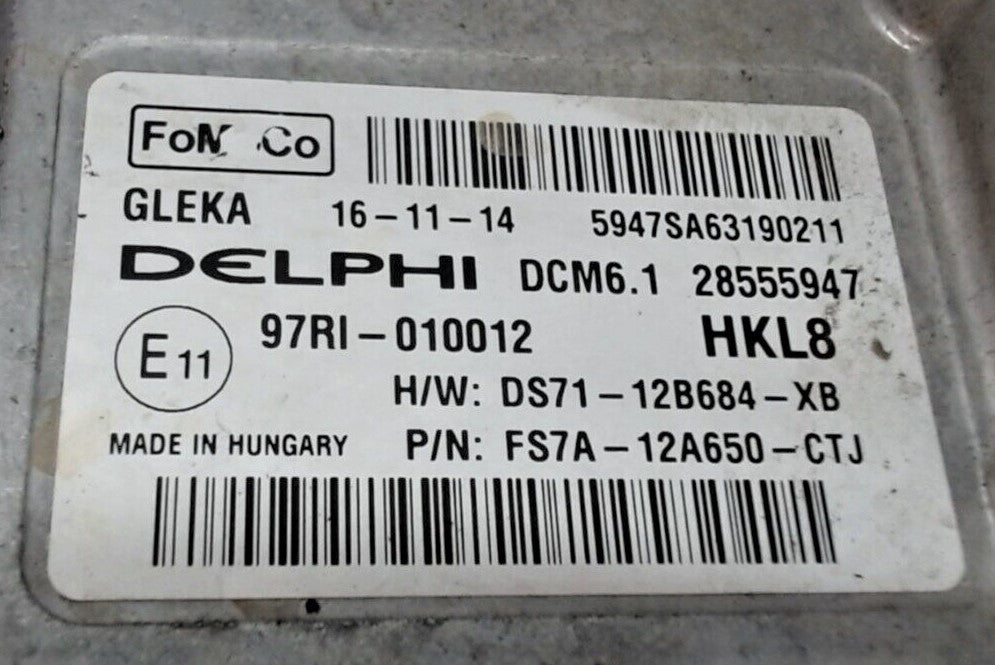 FoMoCo
GLEKA 16-11-14 5947SA63190211
DELPHI DCM6.1 28555947
E11 97RI-010012 HKL8
H/W: DS71-12B684-XB
MADE IN HUNGARY P/N: FS7A-12A650-CTJ